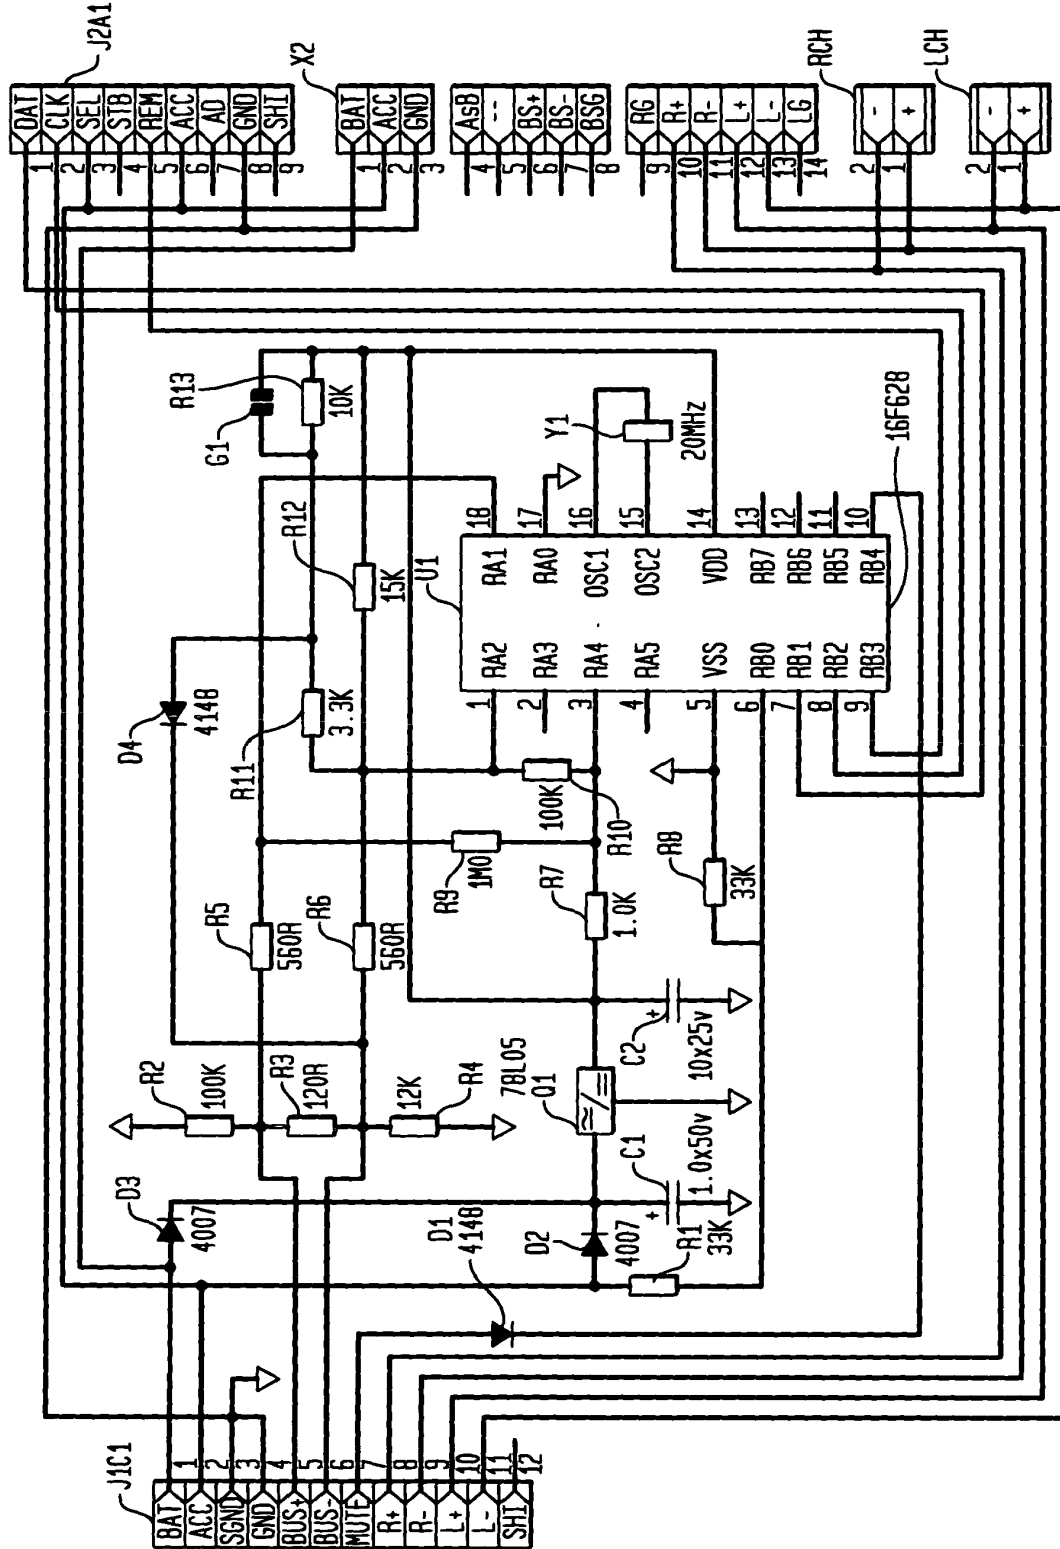 J2A1
DAT
CLK
SEL
STB
REM
ACC
AD
GND
SHI
1
2
3
4
5
6
7
8
9
X2
BAT
ACC
GND
1
2
3
AsB
--
BS+
BS-
BSG
4
5
6
7
8
RG
R+
R-
L+
L-
LG
9
10
11
12
13
14
RCH
-
+
2
1
LCH
-
+
2
1
R13
10K
G1
R12
15K
Y1
20MHz
16F628
U1
18
17
16
15
14
13
12
11
10
RA1
RA0
OSC1
OSC2
VDD
RB7
RB6
RB5
RB4
RA2
RA3
RA4
RA5
VSS
RB0
RB1
RB2
RB3
1
2
3
4
5
6
7
8
9
D4
4148
R11
3.3K
R10
100K
R9
1M0
R8
33K
R7
1.0K
R5
560R
R6
560R
R2
100K
R3
120R
R4
12K
78L05
Q1
C2
+
10x25v
C1
+
1.0x50v
D3
4007
D1
4148
D2
4007
R1
33K
J1C1
BAT
ACC
SGND
GND
BUS+
BUS-
MUTE
R+
R-
L+
L-
SHI
1
2
3
4
5
6
7
8
9
10
11
12